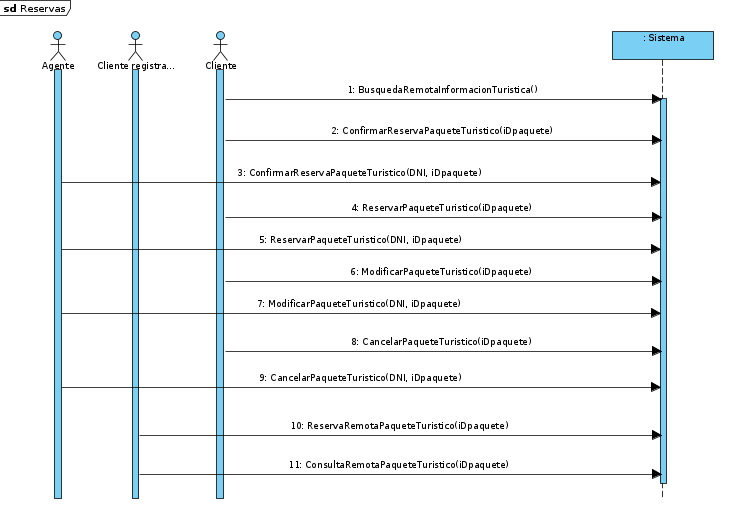 sd Reservas
Agente
Cliente registra...
Cliente
: Sistema
1: BusquedaRemotaInformacionTuristica()
2: ConfirmarReservaPaqueteTuristico(iDpaquete)
3: ConfirmarReservaPaqueteTuristico(DNI, iDpaquete)
4: ReservarPaqueteTuristico(iDpaquete)
5: ReservarPaqueteTuristico(DNI, iDpaquete)
6: ModificarPaqueteTuristico(iDpaquete)
7: ModificarPaqueteTuristico(DNI, iDpaquete)
8: CancelarPaqueteTuristico(iDpaquete)
9: CancelarPaqueteTuristico(DNI, iDpaquete)
10: ReservaRemotaPaqueteTuristico(iDpaquete)
11: ConsultaRemotaPaqueteTuristico(iDpaquete)